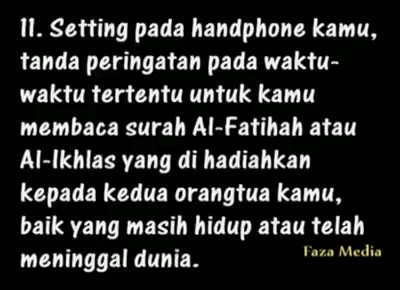 11. Setting pada handphone kamu,
tanda peringatan pada waktu-
waktu tertentu untuk kamu
membaca surah Al-Fatihah atau
Al-Ikhlas yang di hadiahkan
kepada kedua orangtua kamu,
baik yang masih hidup atau telah
meninggal dunia.
Faza Media